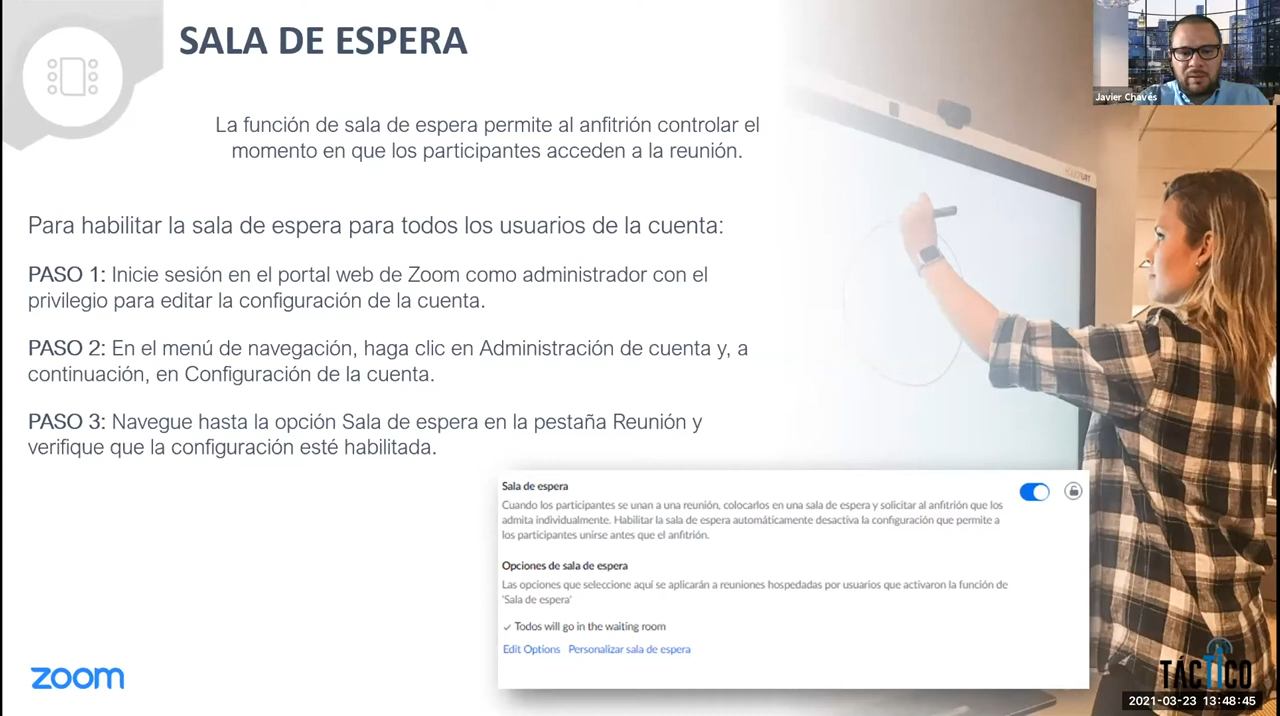 SALA DE ESPERA
La función de sala de espera permite al anfitrión controlar el
momento en que los participantes acceden a la reunión.
Javier Chavés
Para habilitar la sala de espera para todos los usuarios de la cuenta:
PASO 1: Inicie sesión en el portal web de Zoom como administrador con el
privilegio para editar la configuración de la cuenta.
PASO 2: En el menú de navegación, haga clic en Administración de cuenta y, a
continuación, en Configuración de la cuenta.
PASO 3: Navegue hasta la opción Sala de espera en la pestaña Reunión y
verifique que la configuración esté habilitada.
Sala de espera
Cuando los participantes se unan a una reunión, colocarlos en una sala de espera y solicitar al anfitrión que los
admita individualmente. Habilitar la sala de espera automáticamente desactiva la configuración que permite a
los participantes unirse antes que el anfitrión.
Opciones de sala de espera
Las opciones que seleccione aquí se aplicarán a reuniones hospedadas por usuarios que activaron la función de
'Sala de espera'
Todos will go in the waiting room
Edit Options Personalizar sala de espera
zoom
TÁCTICO
2021-03-23 13:48:45